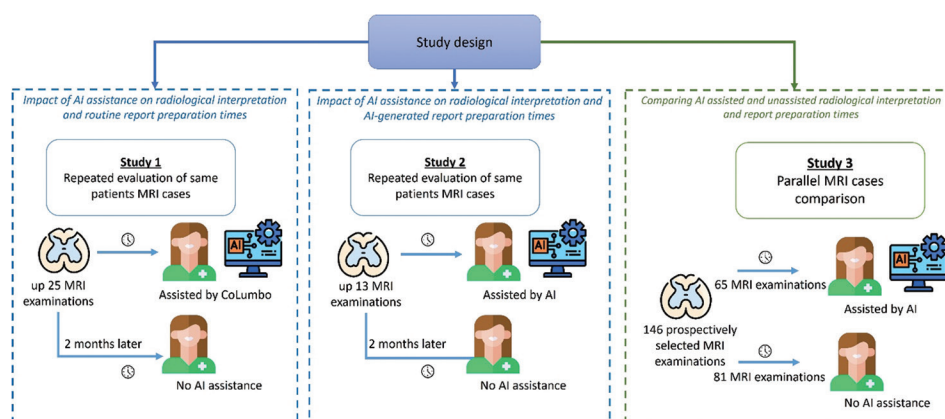 Study design
Impact of AI assistance on radiological interpretation
and routine report preparation times
Study 1
Repeated evaluation of same
patients MRI cases
up 25 MRI
examinations
Assisted by CoLumbo
AI
2 months later
No AI assistance
Impact of AI assistance on radiological interpretation and
AI-generated report preparation times
Study 2
Repeated evaluation of same
patients MRI cases
up 13 MRI
examinations
Assisted by AI
AI
2 months later
No AI assistance
Comparing AI assisted and unassisted radiological interpretation
and report preparation times
Study 3
Parallel MRI cases
comparison
65 MRI examinations
AI
Assisted by AI
146 prospectively
selected MRI
examinations
81 MRI examinations
No AI assistance